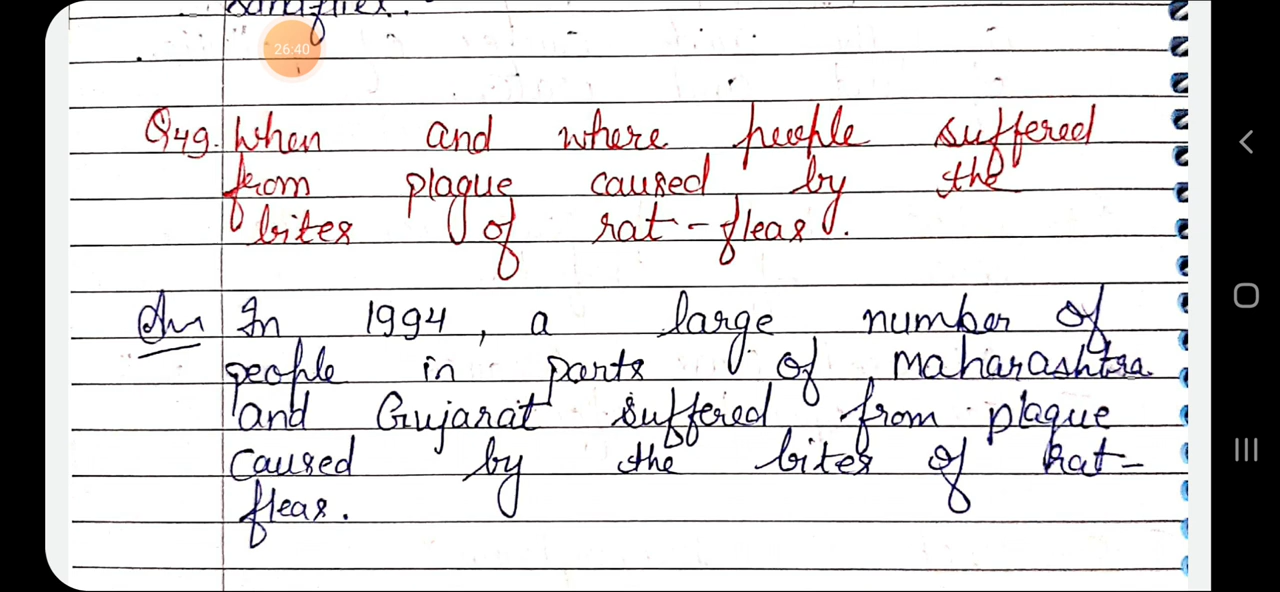 26:40
Q49. When and where people suffered
from plague caused by the
bites of rat-fleas.
Ans In 1994, a large number of
people in parts of Maharashtra
and Gujarat suffered from plague
caused by the bites of rat-
fleas.